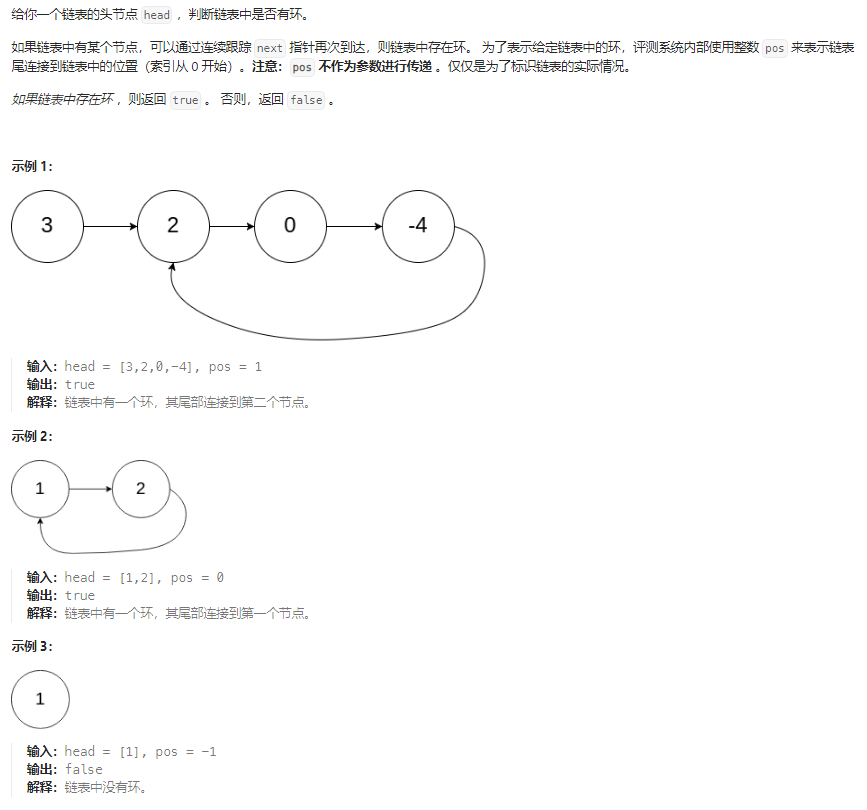 给你一个链表的头节点 head ，判断链表中是否有环。
如果链表中有某个节点，可以通过连续跟踪 next 指针再次到达，则链表中存在环。 为了表示给定链表中的环，评测系统内部使用整数 pos 来表示链表
尾连接到链表中的位置（索引从 0 开始）。注意：pos 不作为参数进行传递 。仅仅是为了标识链表的实际情况。
如果链表中存在环 ，则返回 true 。 否则，返回 false 。
示例 1：
3 2 0 -4
输入：head = [3,2,0,-4], pos = 1
输出：true
解释：链表中有一个环，其尾部连接到第二个节点。
示例 2：
1 2
输入：head = [1,2], pos = 0
输出：true
解释：链表中有一个环，其尾部连接到第一个节点。
示例 3：
1
输入：head = [1], pos = -1
输出：false
解释：链表中没有环。